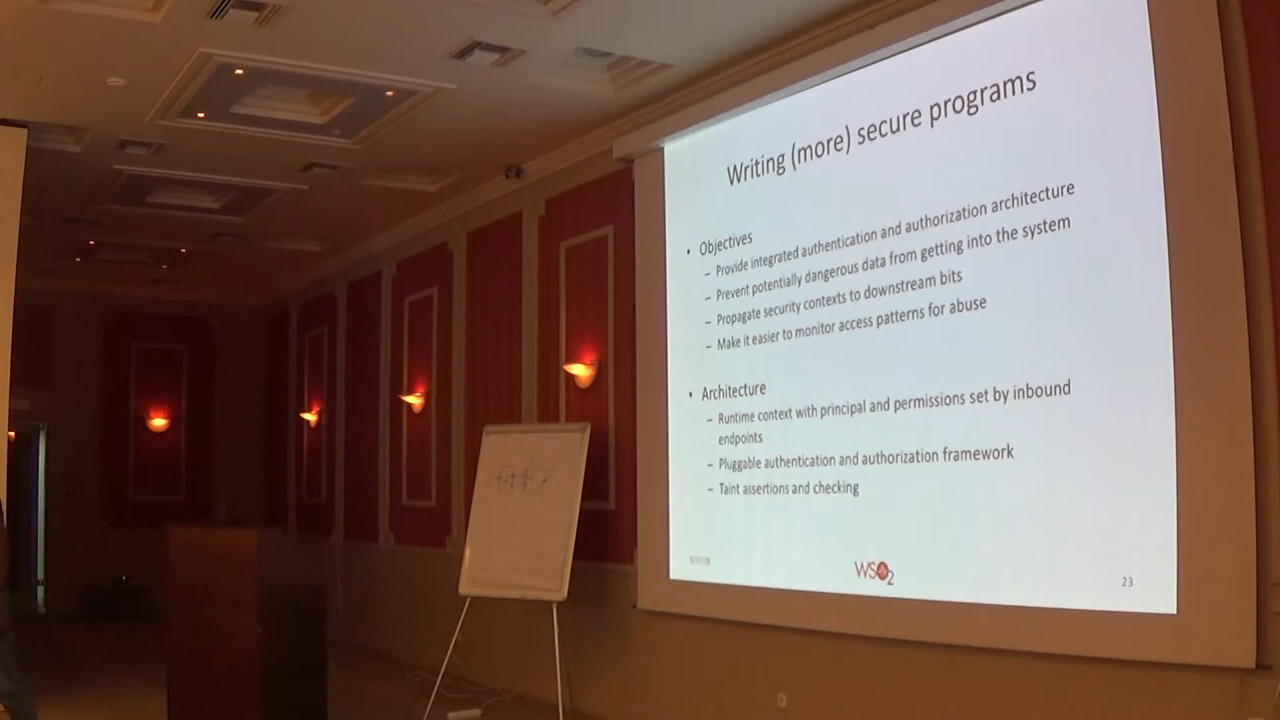 Writing (more) secure programs
• Objectives
– Provide integrated authentication and authorization architecture
– Prevent potentially dangerous data from getting into the system
– Propagate security contexts to downstream bits
– Make it easier to monitor access patterns for abuse
• Architecture
– Runtime context with principal and permissions set by inbound
endpoints
– Pluggable authentication and authorization framework
– Taint assertions and checking
WSO2
23